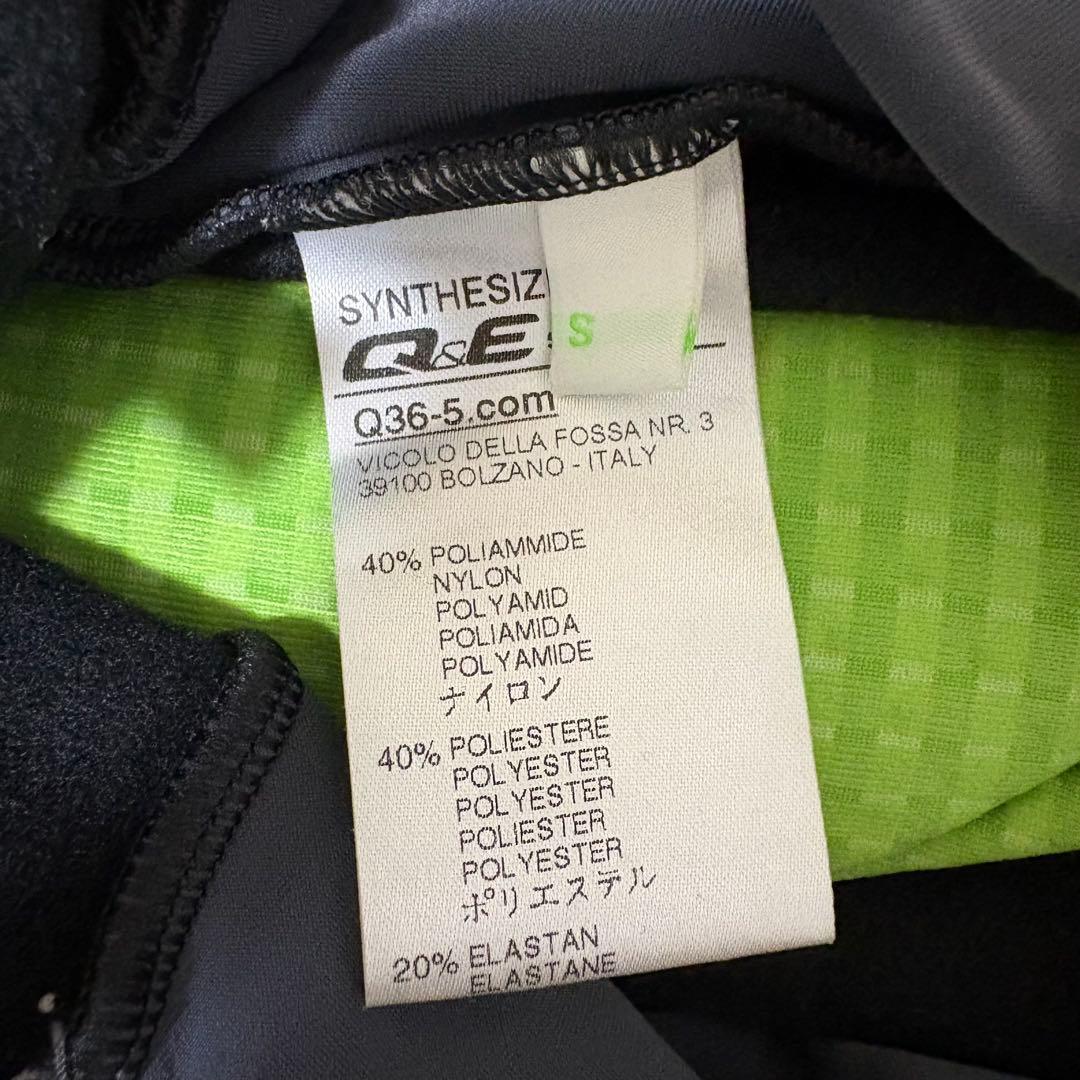 SYNTHESIZ
Q&E
S
Q36-5.com
VICOLO DELLA FOSSA NR. 3
39100 BOLZANO - ITALY
40% POLIAMMIDE
NYLON
POLYAMID
POLIAMIDA
POLYAMIDE
ナイロン
40% POLIESTERE
POLYESTER
POLYESTER
POLIESTER
POLYESTER
ポリエステル
20% ELASTAN
ELASTANE